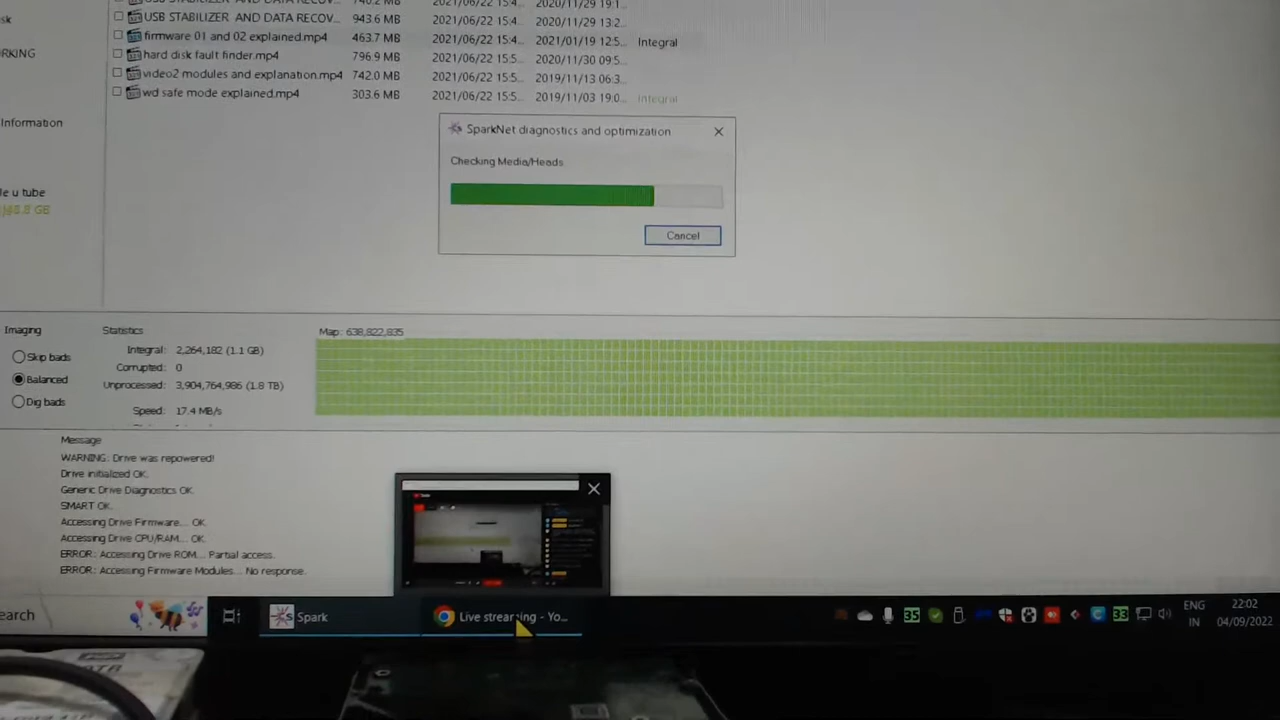 USB STABILIZER AND DATA RECOV... 943.6 MB 2021/06/22 15:4... 2020/11/29 13:2...
firmware 01 and 02 explained.mp4 463.7 MB 2021/06/22 15:4... 2021/01/19 12:5... Integral
hard disk fault finder.mp4 796.9 MB 2021/06/22 15:5... 2020/11/30 09:5...
video2 modules and explanation.mp4 742.0 MB 2021/06/22 15:5... 2019/11/13 06:3...
wd safe mode explained.mp4 303.6 MB 2021/06/22 15:5... 2019/11/03 19:0... Integral
sk
RKING
Information
le u tube
SparkNet diagnostics and optimization
Checking Media/Heads
Cancel
Imaging
Skip bads
Balanced
Dig bads
Statistics
Integral: 2,264,182 (1.1 GB)
Corrupted: 0
Unprocessed: 3,904,764,986 (1.8 TB)
Speed: 17.4 MB/s
Map: 638,822,835
Message
WARNING: Drive was repowered!
Drive initialized OK.
Generic Drive Diagnostics OK.
SMART OK.
Accessing Drive Firmware... OK.
Accessing Drive CPU/RAM... OK.
ERROR: Accessing Drive ROM... Partial access.
ERROR: Accessing Firmware Modules... No response.
earch
Spark
Live streaming - Yo...
35
33
ENG
IN
22:02
04/09/2022